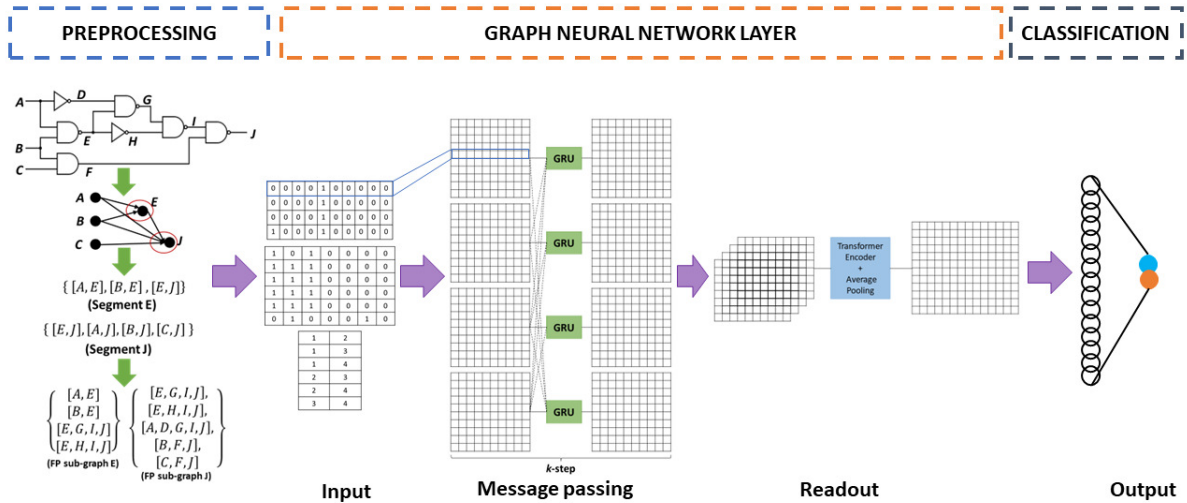 PREPROCESSING
GRAPH NEURAL NETWORK LAYER
CLASSIFICATION
A
D
G
E
H
I
J
B
C
F
A
E
B
C
J
{ [A, E], [B, E] , [E, J]}
(Segment E)
{ [E, J], [A, J], [B, J], [C, J] }
(Segment J)
[A, E]
[B, E]
[E, G, I, J]
[E, H, I, J]
(FP sub-graph E)
[E, G, I, J],
[E, H, I, J],
[A, D, G, I, J],
[B, F, J],
[C, F, J]
(FP sub-graph J)
0 0 0 0 1 0 0 0 0 0
0 0 0 0 1 0 0 0 0 0
0 0 0 0 1 0 0 0 0 0
1 0 0 0 1 0 0 0 0 0
1 0 1 0 0 0 0
1 1 1 0 0 0 0
1 1 1 0 0 0 0
1 1 1 0 0 0 0
1 1 1 0 0 0 0
0 1 0 1 0 0 0
1 2
1 3
1 4
2 3
2 4
3 4
GRU
GRU
GRU
GRU
k-step
Transformer
Encoder
+
Average
Pooling
Input
Message passing
Readout
Output